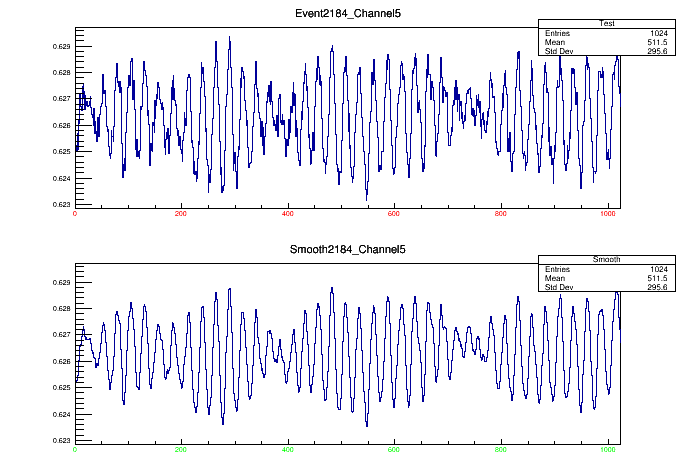 Event2184_Channel5
Test
Entries 1024
Mean 511.5
Std Dev 295.6
0.629
0.628
0.627
0.626
0.625
0.624
0.623
0 200 400 600 800 1000
Smooth2184_Channel5
Smooth
Entries 1024
Mean 511.5
Std Dev 295.6
0.629
0.628
0.627
0.626
0.625
0.624
0.623
0 200 400 600 800 1000